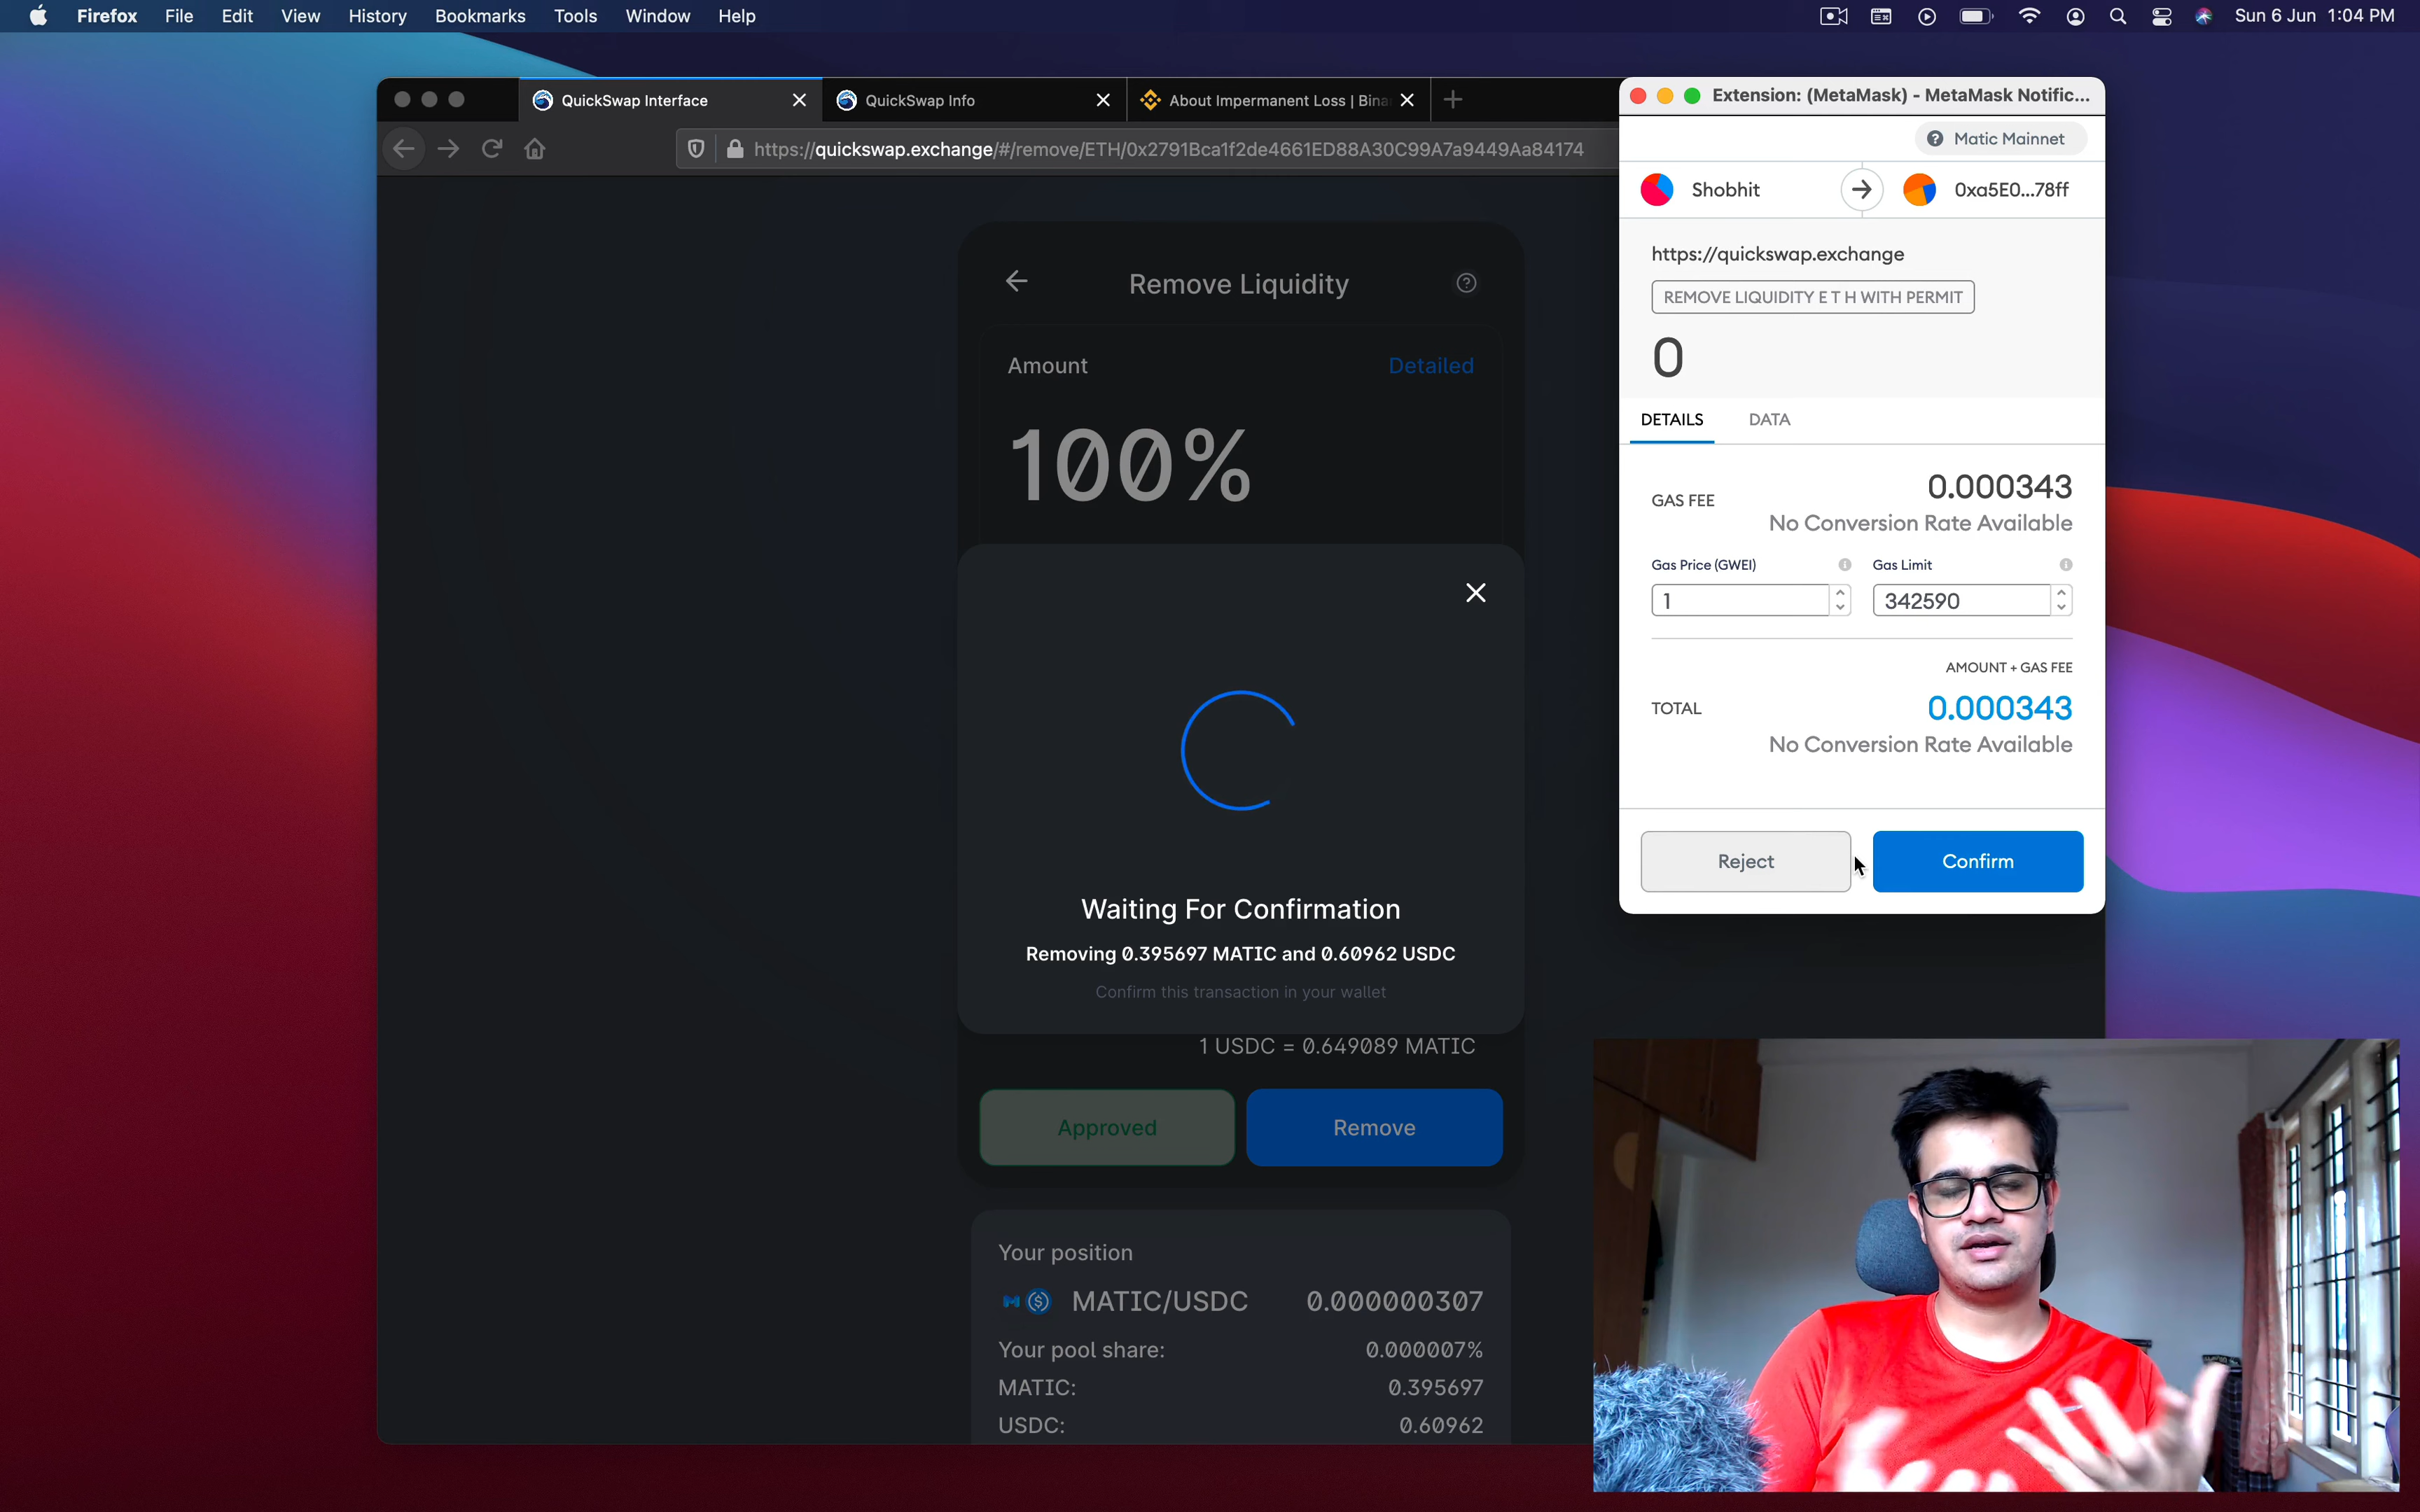 Firefox File Edit View History Bookmarks Tools Window Help
Sun 6 Jun 1:04 PM
QuickSwap Interface
QuickSwap Info
About Impermanent Loss | Bina
https://quickswap.exchange/#/remove/ETH/0x2791Bca1f2de4661ED88A30C99A7a9449Aa84174
Remove Liquidity
Amount
Detailed
100%
Waiting For Confirmation
Removing 0.395697 MATIC and 0.60962 USDC
Confirm this transaction in your wallet
1 USDC = 0.649089 MATIC
Approved
Remove
Your position
MATIC/USDC 0.000000307
Your pool share: 0.000007%
MATIC: 0.395697
USDC: 0.60962
Extension: (MetaMask) - MetaMask Notific...
Matic Mainnet
Shobhit
0xa5E0...78ff
https://quickswap.exchange
REMOVE LIQUIDITY E T H WITH PERMIT
0
DETAILS
DATA
GAS FEE
0.000343
No Conversion Rate Available
Gas Price (GWEI)
Gas Limit
1
342590
AMOUNT + GAS FEE
TOTAL
0.000343
No Conversion Rate Available
Reject
Confirm